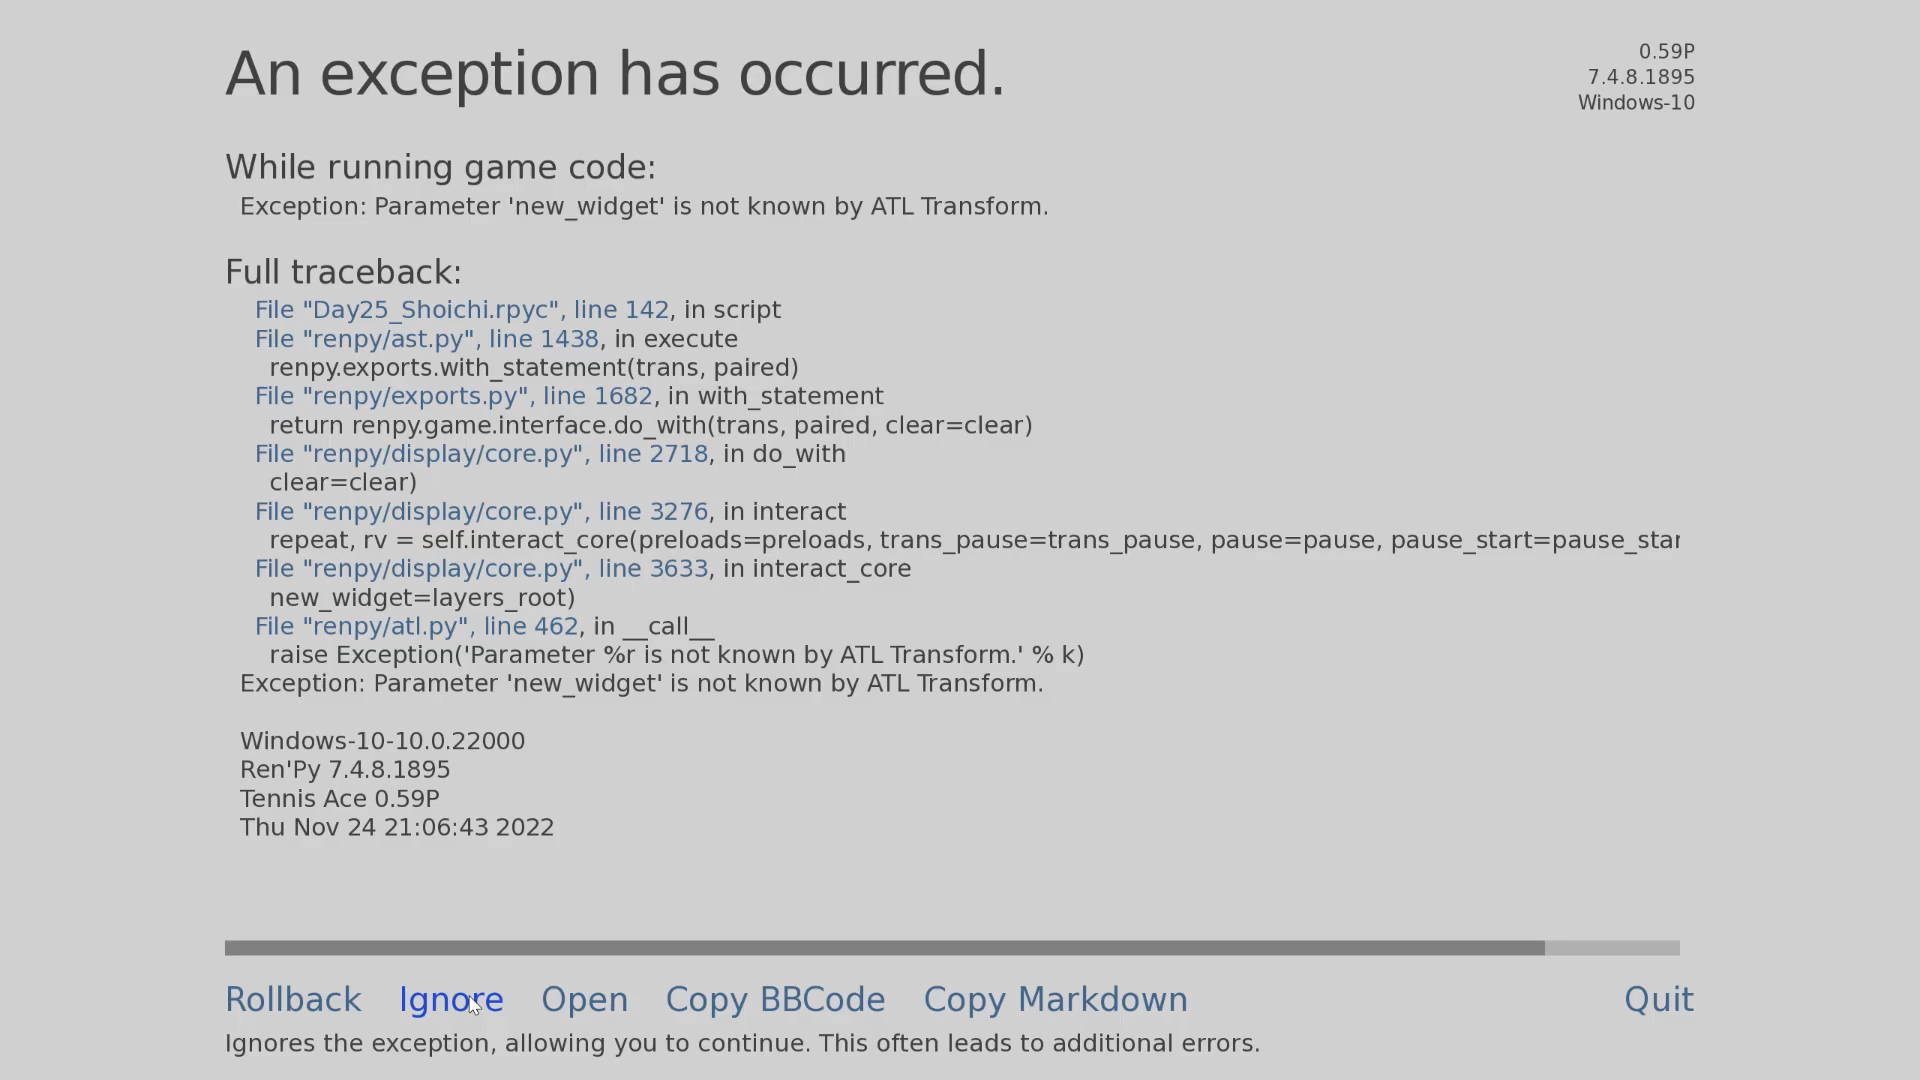 An exception has occurred.
0.59P
7.4.8.1895
Windows-10
While running game code:
Exception: Parameter 'new_widget' is not known by ATL Transform.
Full traceback:
File "Day25_Shoichi.rpyc", line 142, in script
File "renpy/ast.py", line 1438, in execute
renpy.exports.with_statement(trans, paired)
File "renpy/exports.py", line 1682, in with_statement
return renpy.game.interface.do_with(trans, paired, clear=clear)
File "renpy/display/core.py", line 2718, in do_with
clear=clear)
File "renpy/display/core.py", line 3276, in interact
repeat, rv = self.interact_core(preloads=preloads, trans_pause=trans_pause, pause=pause, pause_start=pause_star
File "renpy/display/core.py", line 3633, in interact_core
new_widget=layers_root)
File "renpy/atl.py", line 462, in __call__
raise Exception('Parameter %r is not known by ATL Transform.' % k)
Exception: Parameter 'new_widget' is not known by ATL Transform.
Windows-10-10.0.22000
Ren'Py 7.4.8.1895
Tennis Ace 0.59P
Thu Nov 24 21:06:43 2022
Rollback Ignore Open Copy BBCode Copy Markdown Quit
Ignores the exception, allowing you to continue. This often leads to additional errors.